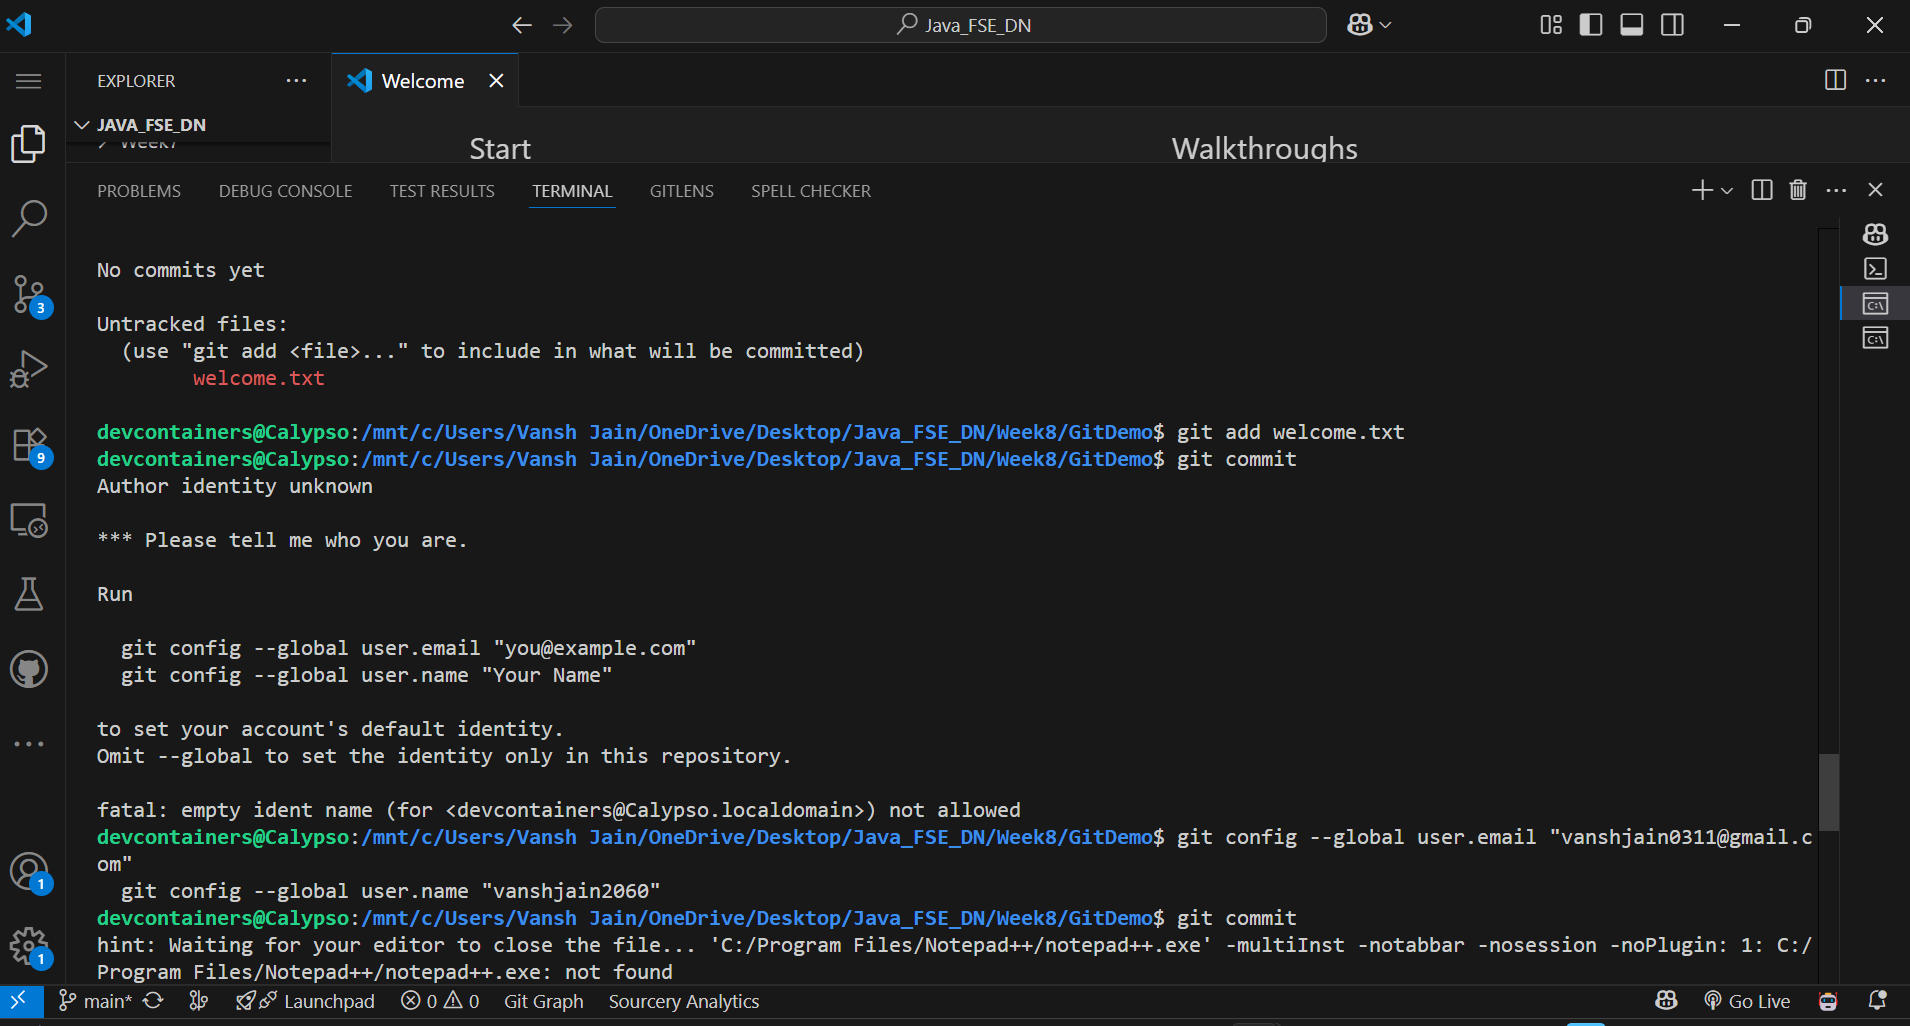 Java_FSE_DN
EXPLORER
Welcome
JAVA_FSE_DN
Week7
Start
Walkthroughs
PROBLEMS DEBUG CONSOLE TEST RESULTS TERMINAL GITLENS SPELL CHECKER
No commits yet
Untracked files:
(use "git add <file>..." to include in what will be committed)
welcome.txt
devcontainers@Calypso:/mnt/c/Users/Vansh Jain/OneDrive/Desktop/Java_FSE_DN/Week8/GitDemo$ git add welcome.txt
devcontainers@Calypso:/mnt/c/Users/Vansh Jain/OneDrive/Desktop/Java_FSE_DN/Week8/GitDemo$ git commit
Author identity unknown
*** Please tell me who you are.
Run
git config --global user.email "you@example.com"
git config --global user.name "Your Name"
to set your account's default identity.
Omit --global to set the identity only in this repository.
fatal: empty ident name (for <devcontainers@Calypso.localdomain>) not allowed
devcontainers@Calypso:/mnt/c/Users/Vansh Jain/OneDrive/Desktop/Java_FSE_DN/Week8/GitDemo$ git config --global user.email "vanshjain0311@gmail.c
om"
git config --global user.name "vanshjain2060"
devcontainers@Calypso:/mnt/c/Users/Vansh Jain/OneDrive/Desktop/Java_FSE_DN/Week8/GitDemo$ git commit
hint: Waiting for your editor to close the file... 'C:/Program Files/Notepad++/notepad++.exe' -multiInst -notabbar -nosession -noPlugin: 1: C:/
Program Files/Notepad++/notepad++.exe: not found
3
9
1
1
main* Launchpad 0 0 Git Graph Sourcery Analytics Go Live